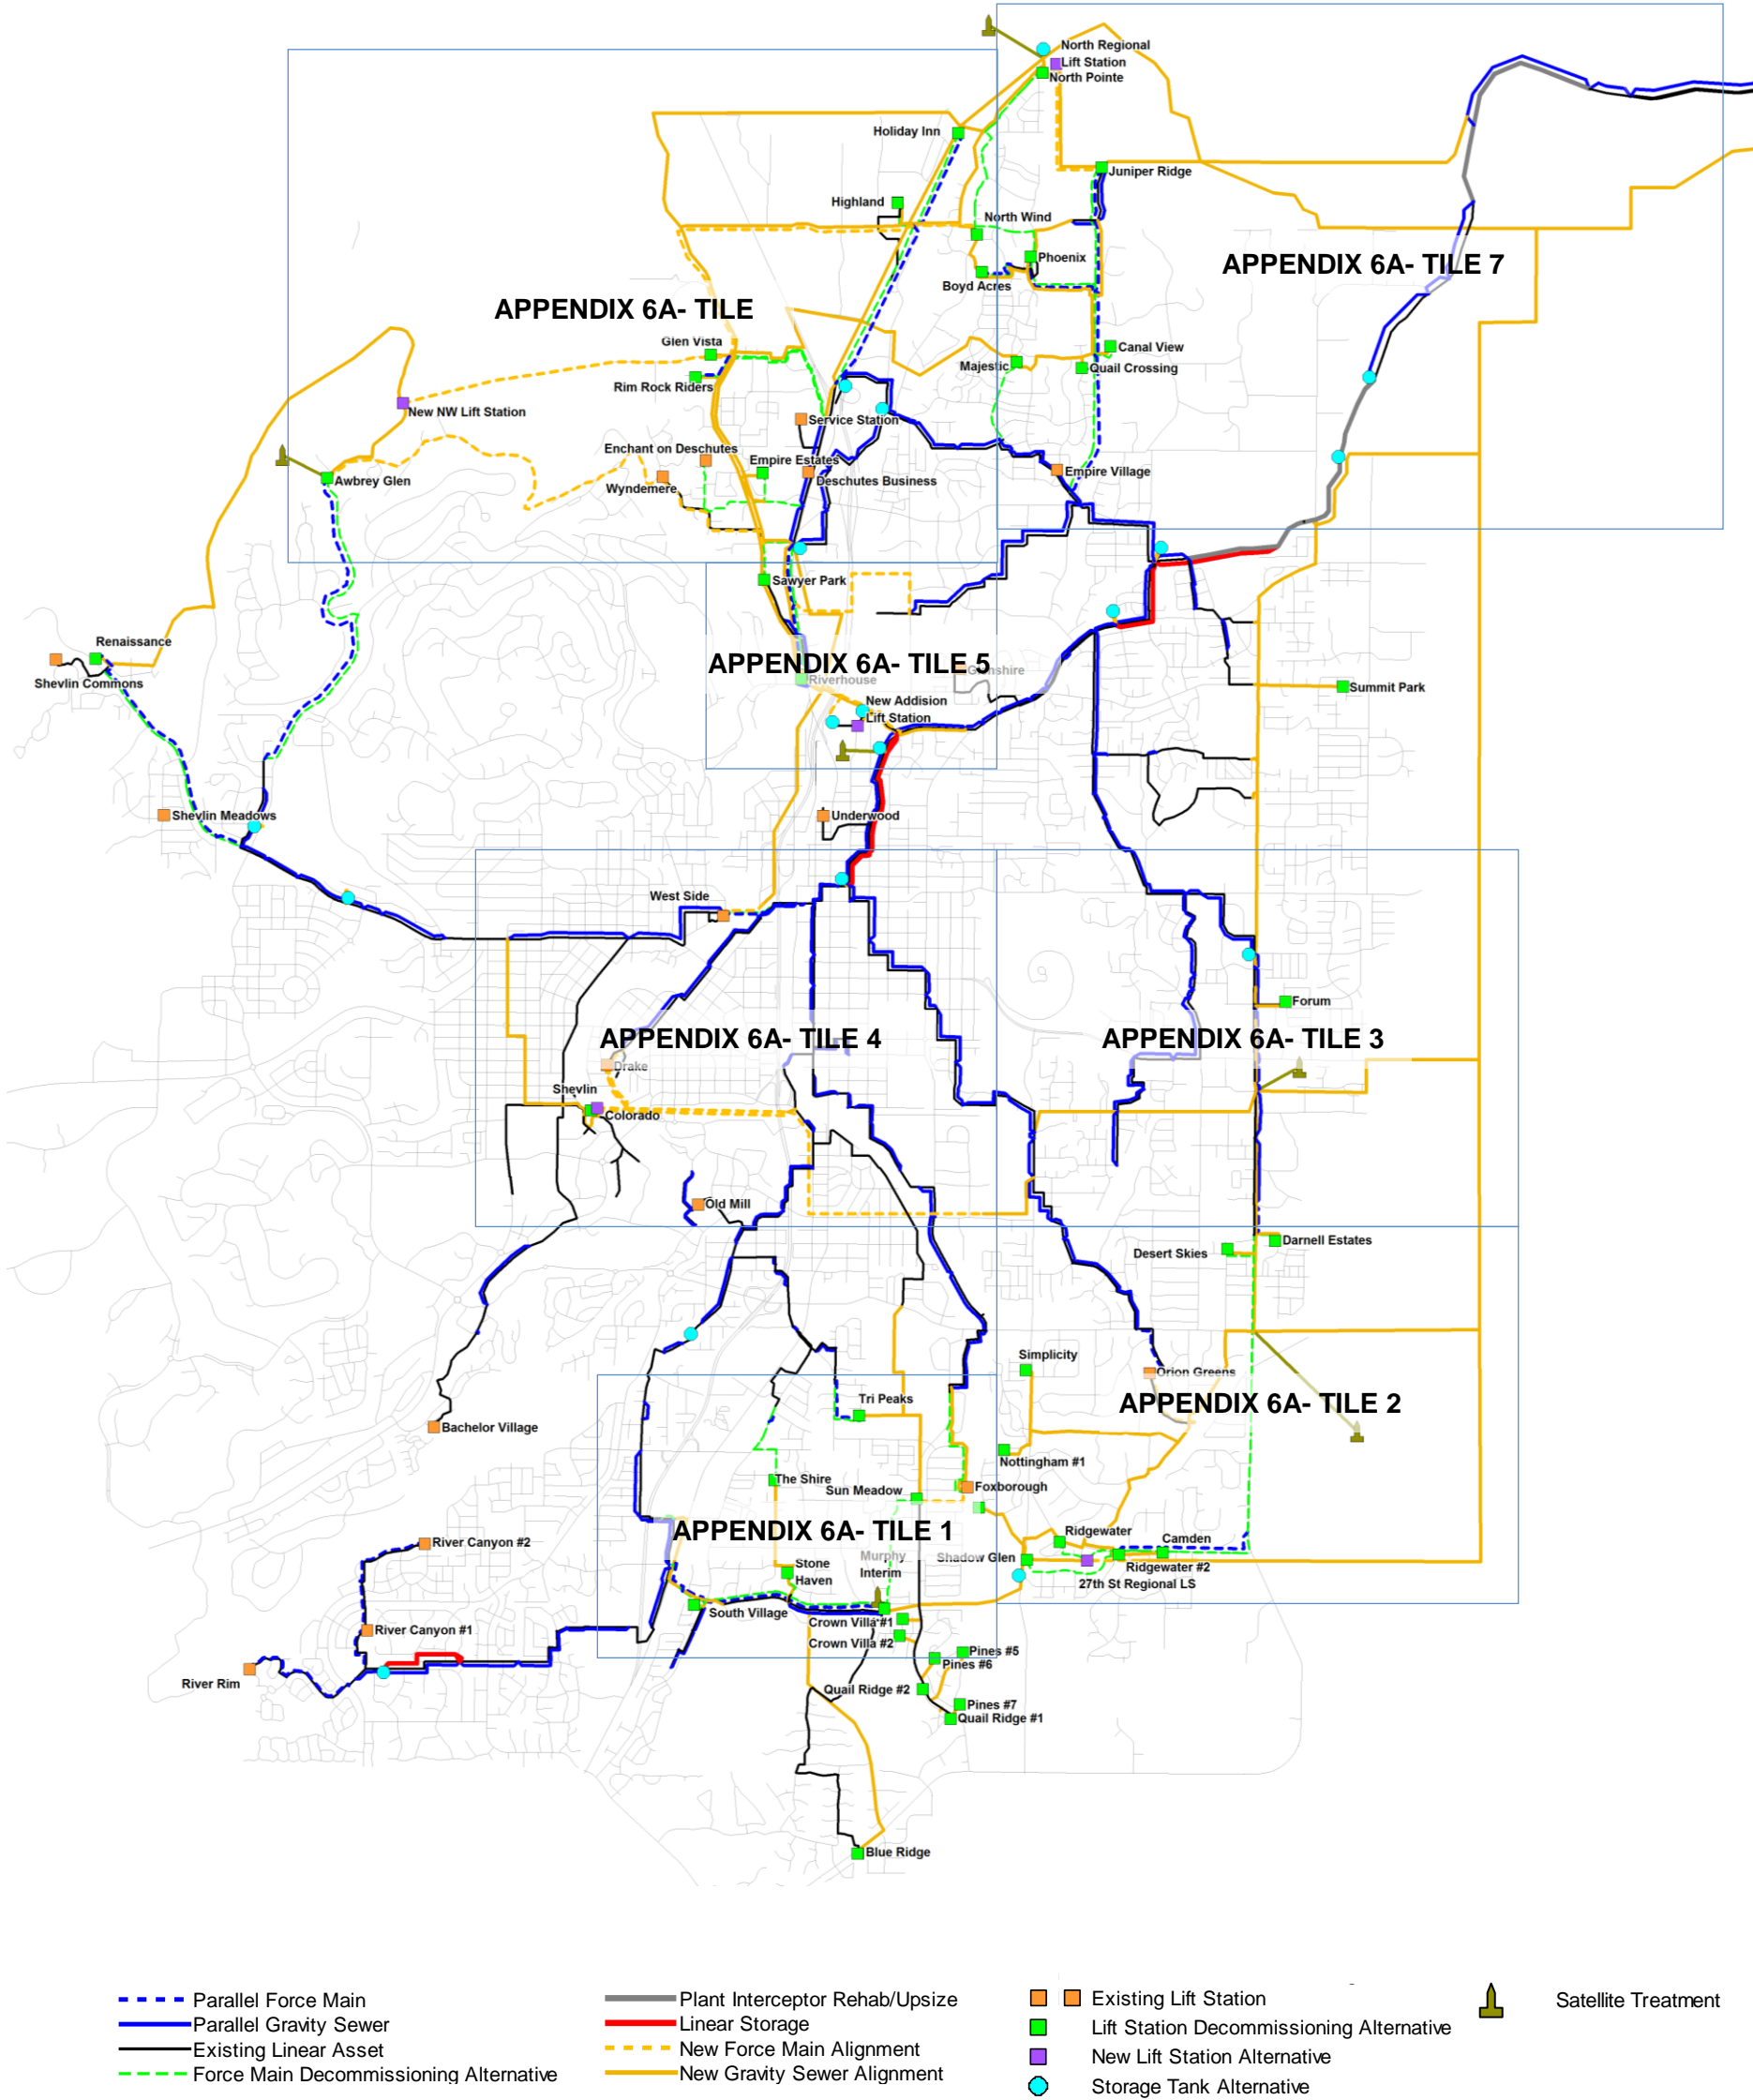 North Regional
Lift Station
North Pointe
Holiday Inn
Juniper Ridge
Highland
North Wind
Phoenix
Boyd Acres
APPENDIX 6A- TILE 7
APPENDIX 6A- TILE
Glen Vista
Rim Rock Riders
Canal View
Majestic
Quail Crossing
New NW Lift Station
Service Station
Enchant on Deschutes
Empire Estates
Empire Village
Awbrey Glen
Wyndemere
Deschutes Business
Sawyer Park
Renaissance
Shevlin Commons
APPENDIX 6A- TILE 5
Riverhouse
Summit Park
New Addision
Lift Station
Shevlin Meadows
Underwood
West Side
Forum
APPENDIX 6A- TILE 4
APPENDIX 6A- TILE 3
Drake
Shevlin
Colorado
Old Mill
Desert Skies
Darnell Estates
Simplicity
Orion Greens
APPENDIX 6A- TILE 2
Tri Peaks
Bachelor Village
Nottingham #1
The Shire
Sun Meadow
Foxborough
APPENDIX 6A- TILE 1
River Canyon #2
Ridgewater
Camden
Murphy
Interim
Shadow Glen
Stone
Haven
Ridgewater #2
27th St Regional LS
South Village
Crown Villa #1
Crown Villa #2
River Canyon #1
Pines #5
Pines #6
River Rim
Quail Ridge #2
Pines #7
Quail Ridge #1
Blue Ridge
Parallel Force Main
Parallel Gravity Sewer
Existing Linear Asset
Force Main Decommissioning Alternative
Plant Interceptor Rehab/Upsize
Linear Storage
New Force Main Alignment
New Gravity Sewer Alignment
Existing Lift Station
Lift Station Decommissioning Alternative
New Lift Station Alternative
Storage Tank Alternative
Satellite Treatment